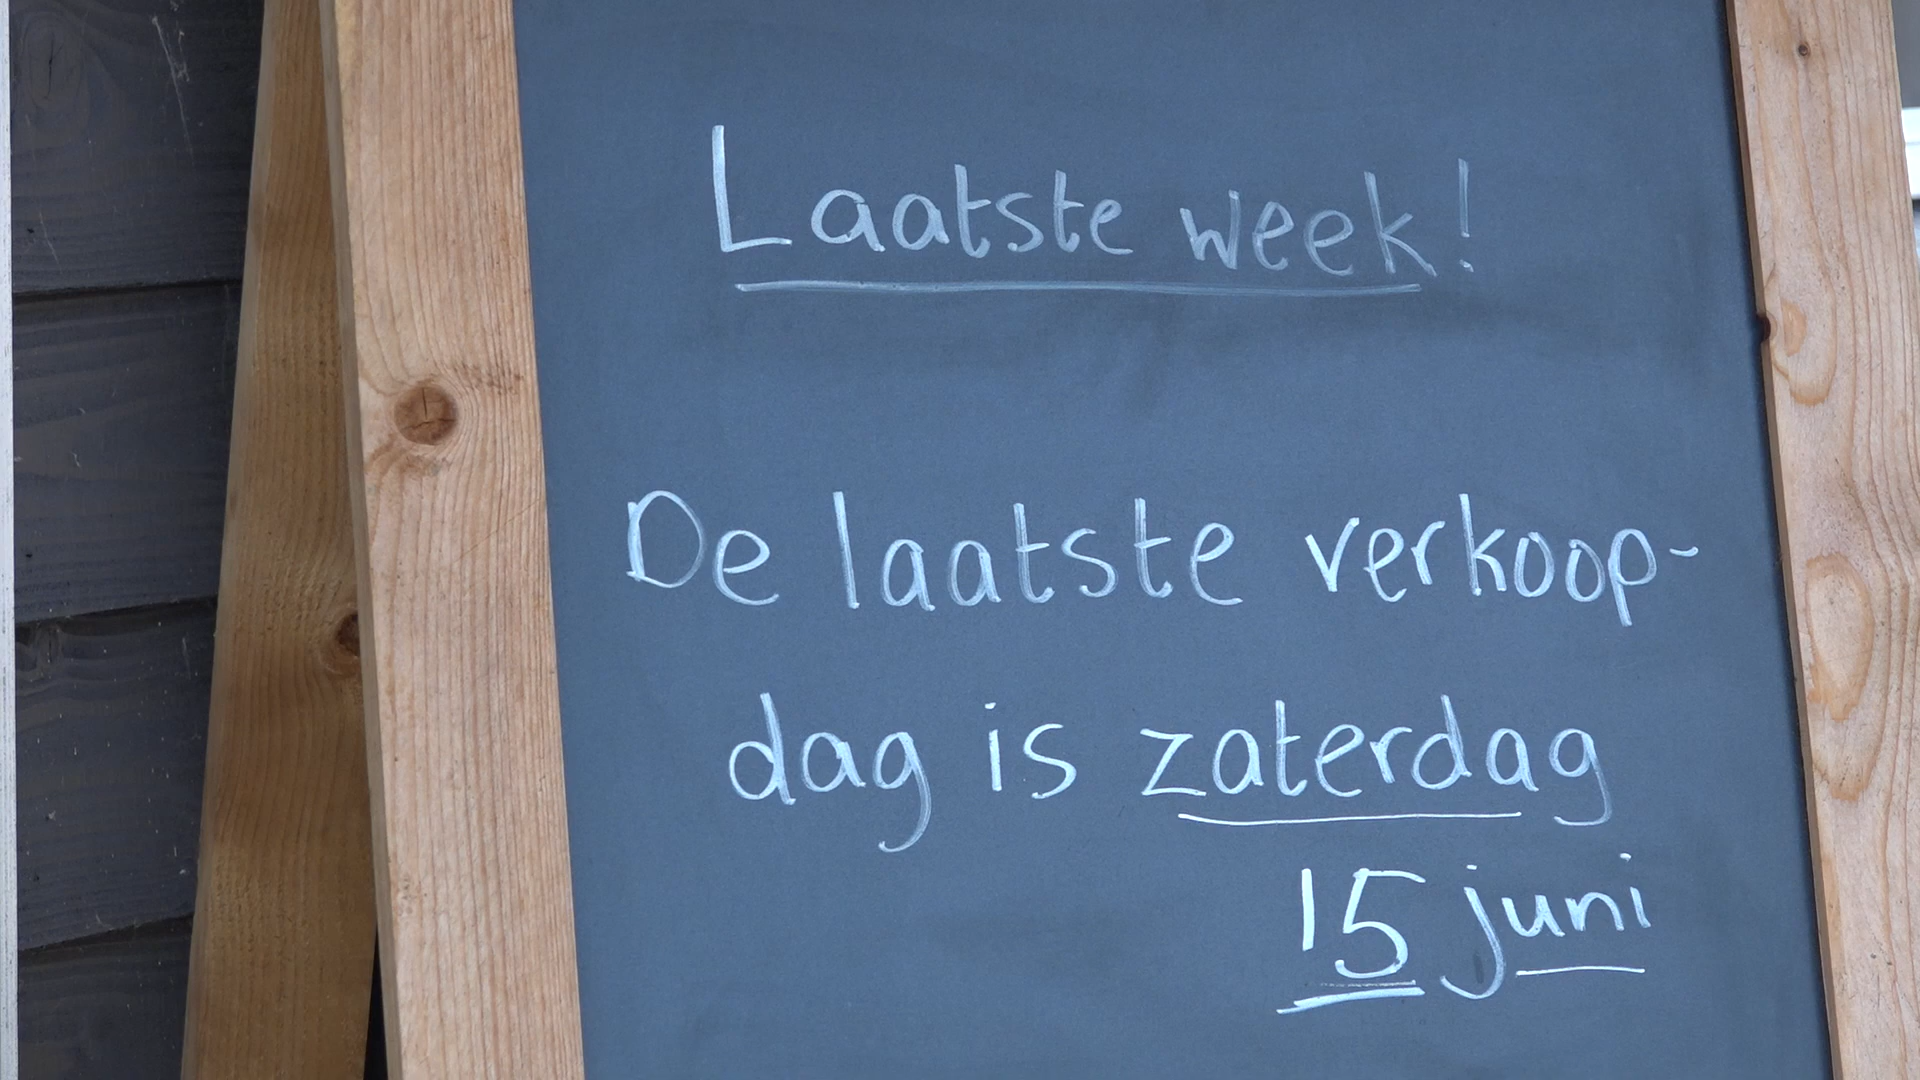 Laatste week!
De laatste verkoop-
dag is zaterdag
15 juni